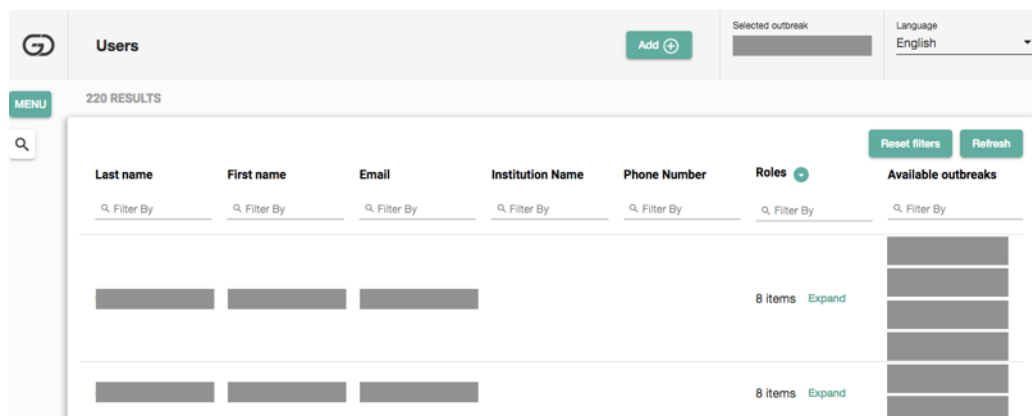 Users
Add
Selected outbreak
Language
English
MENU
220 RESULTS
Reset filters Refresh
Last name First name Email Institution Name Phone Number Roles Available outbreaks
Filter By Filter By Filter By Filter By Filter By Filter By Filter By
8 items Expand
8 items Expand